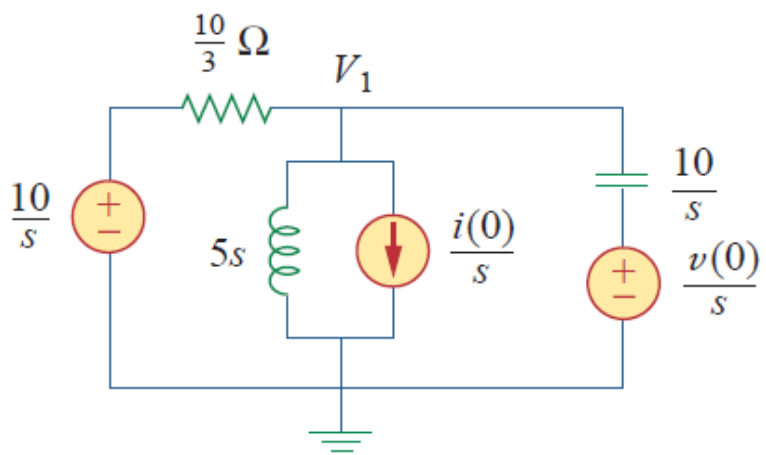 10/3 Ω
V₁
10/s
+
−
5s
i(0)/s
10/s
+
−
v(0)/s